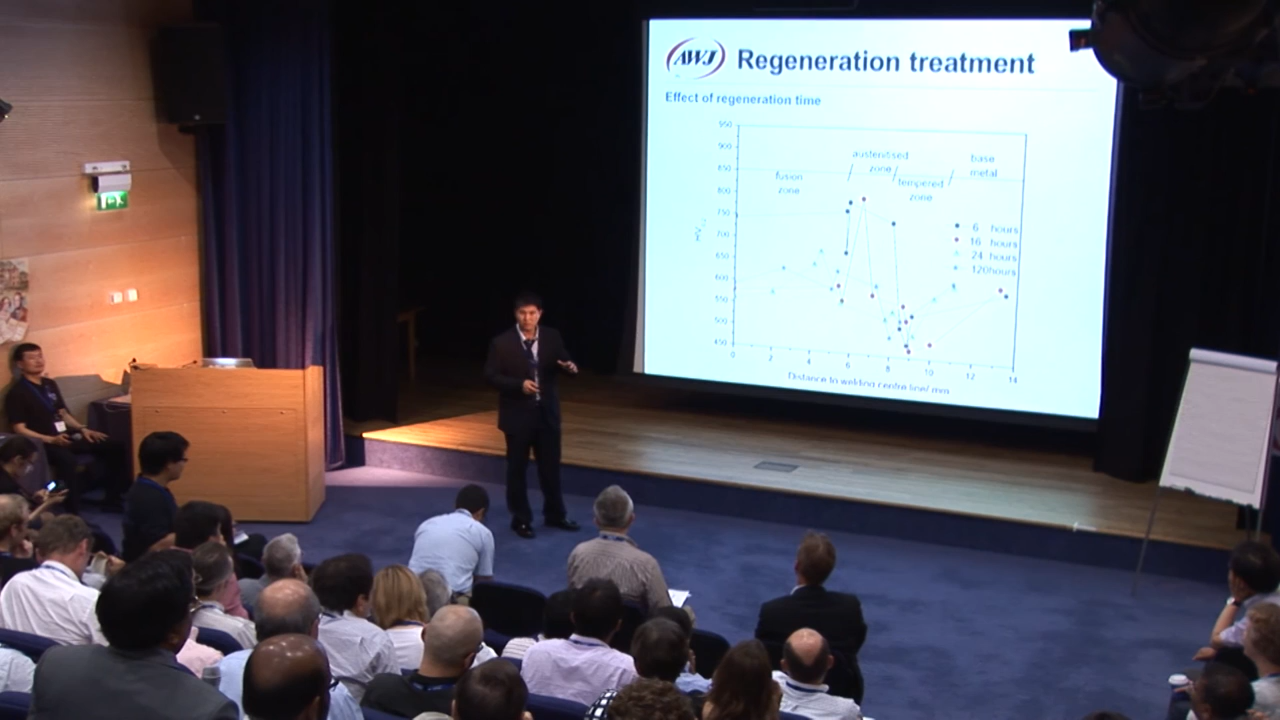 AWJ Regeneration treatment
Effect of regeneration time
950
900
850
800
750
700
650
600
550
500
450
fusion
zone
austenitised
zone
tempered
zone
base
metal
6 hours
16 hours
24 hours
120hours
0 2 4 6 8 10 12 14
Distance to welding centre line/ mm